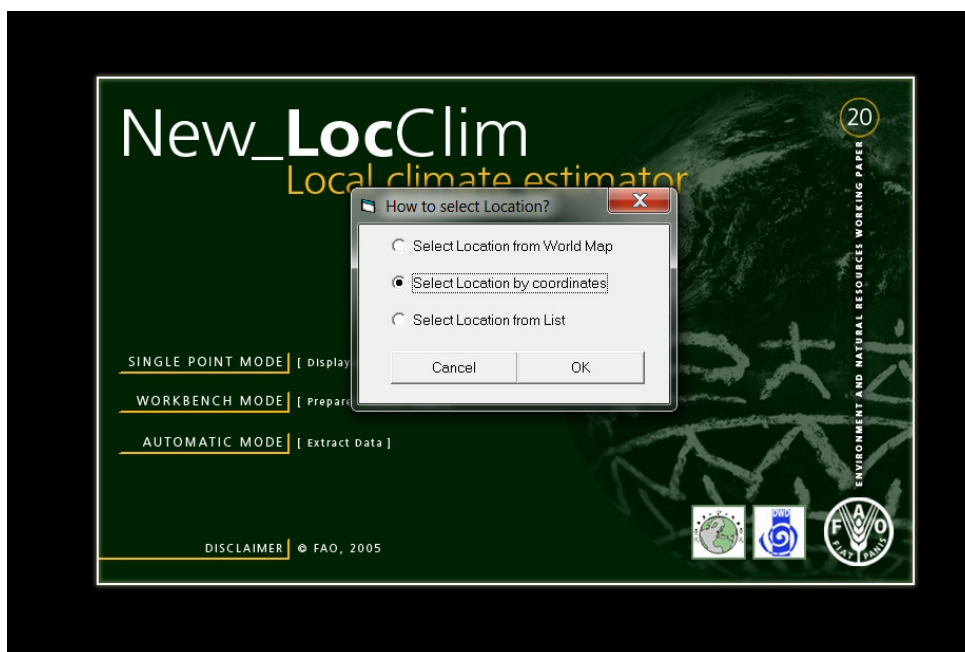 New_LocClim
Local climate estimator
20
ENVIRONMENT AND NATURAL RESOURCES WORKING PAPER
How to select Location?
Select Location from World Map
Select Location by coordinates
Select Location from List
Cancel
OK
SINGLE POINT MODE [ Display
WORKBENCH MODE [ Prepare
AUTOMATIC MODE [ Extract Data ]
DISCLAIMER © FAO, 2005
DWD
FAO
FIAT PANIS